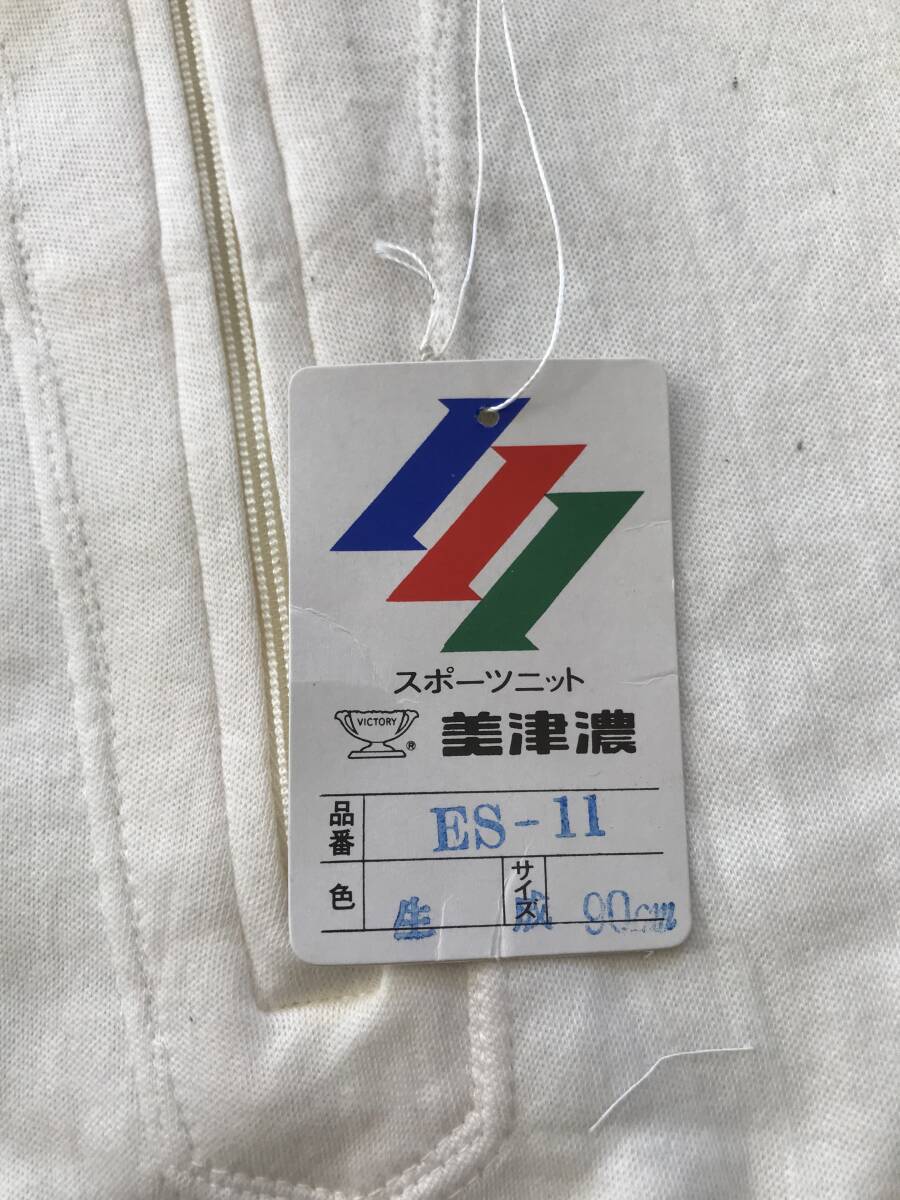 スポーツニット
VICTORY ® 美津濃
品番 ES-11
色 生成 サイズ 90cm